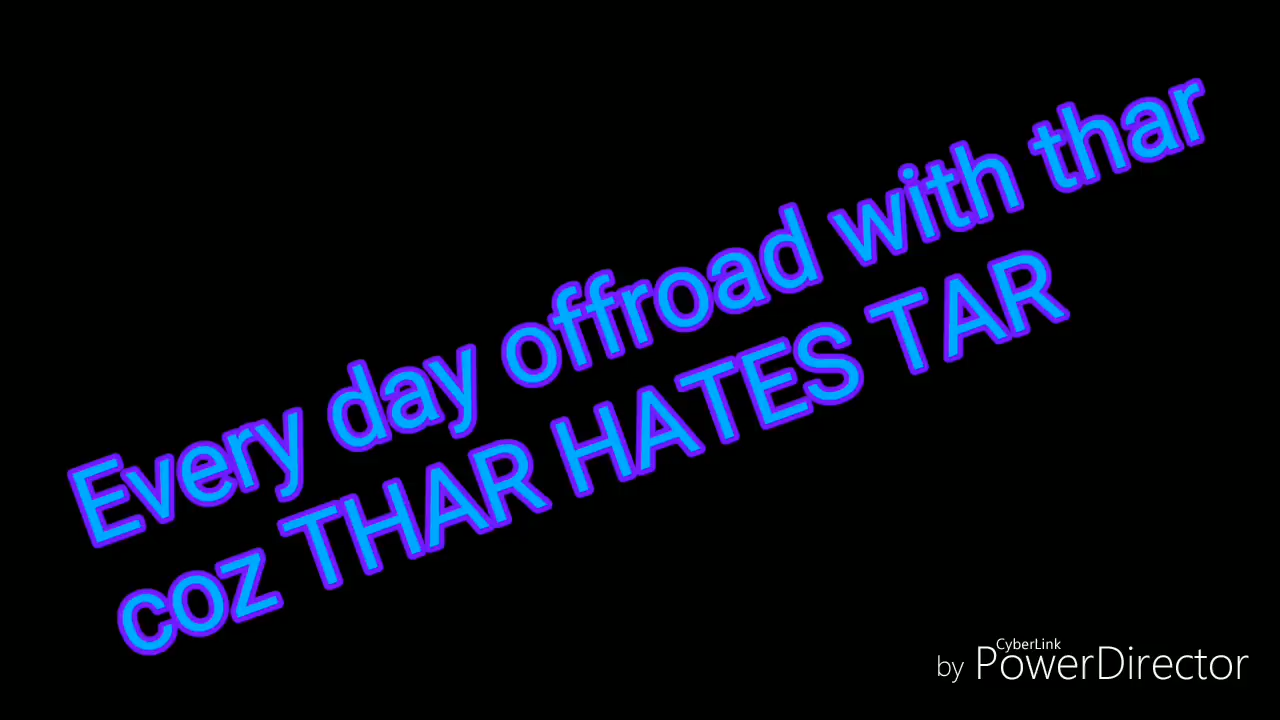 Every day offroad with thar
coz THAR HATES TAR
CyberLink
by PowerDirector